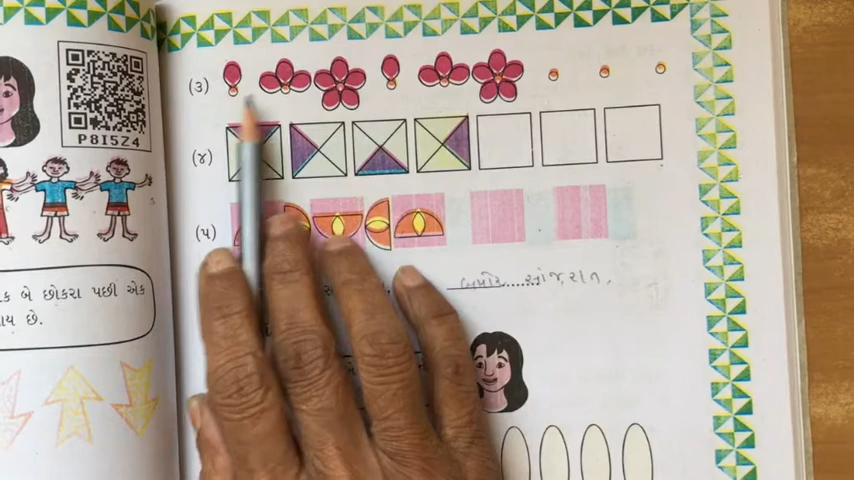 P8I5Z4
(૩)
(૪)
(૫)
ક બે છોકરા પછી એક
ાય છે.